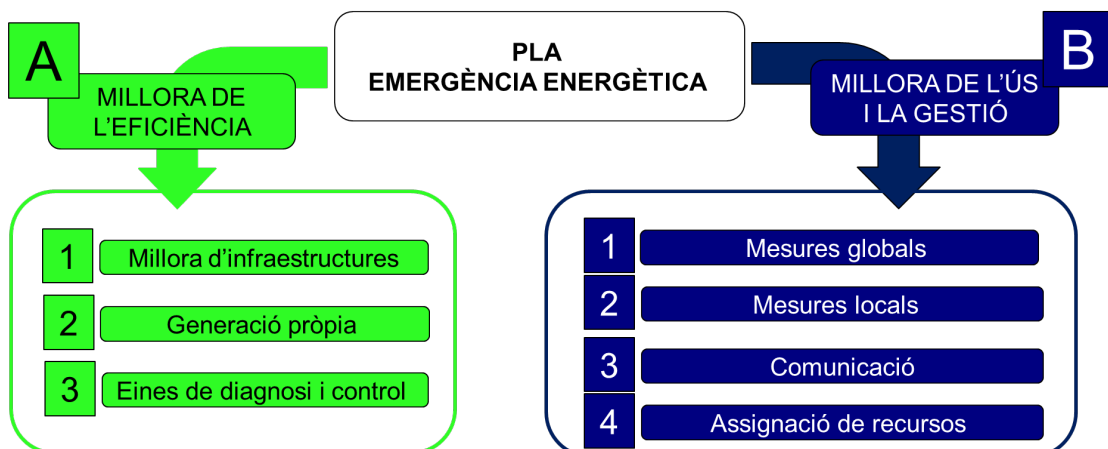 PLA
EMERGÈNCIA ENERGÈTICA
A
MILLORA DE
L'EFICIÈNCIA
1
Millora d'infraestructures
2
Generació pròpia
3
Eines de diagnosi i control
B
MILLORA DE L'ÚS
I LA GESTIÓ
1
Mesures globals
2
Mesures locals
3
Comunicació
4
Assignació de recursos